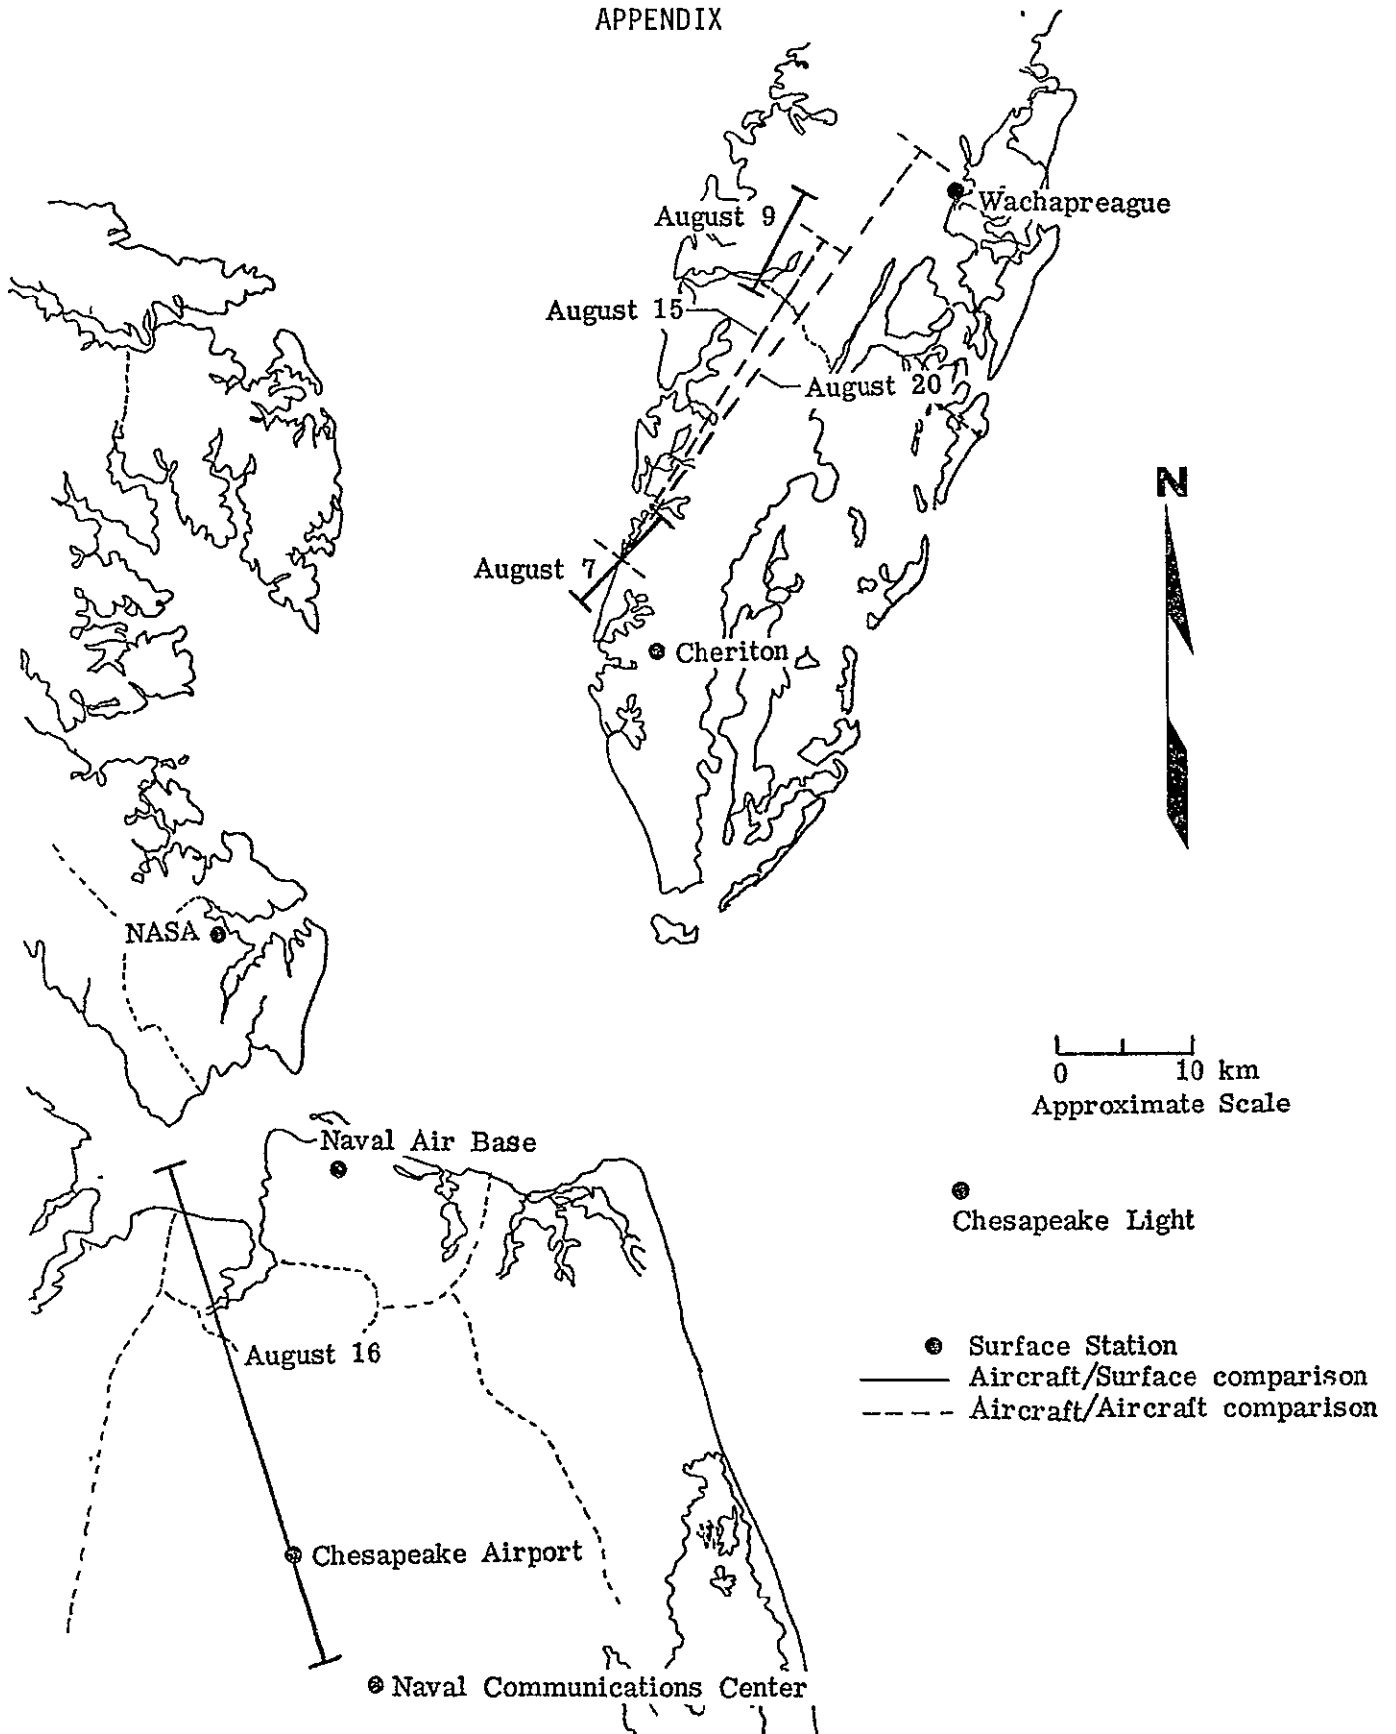 APPENDIX
Wachapreague
August 9
August 15
August 20
N
August 7
Cheriton
NASA
0 10 km
Approximate Scale
Naval Air Base
Chesapeake Light
August 16
Surface Station
Aircraft/Surface comparison
Aircraft/Aircraft comparison
Chesapeake Airport
Naval Communications Center